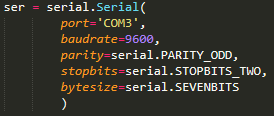 ser = serial.Serial(
port='COM3',
baudrate=9600,
parity=serial.PARITY_ODD,
stopbits=serial.STOPBITS_TWO,
bytesize=serial.SEVENBITS
)